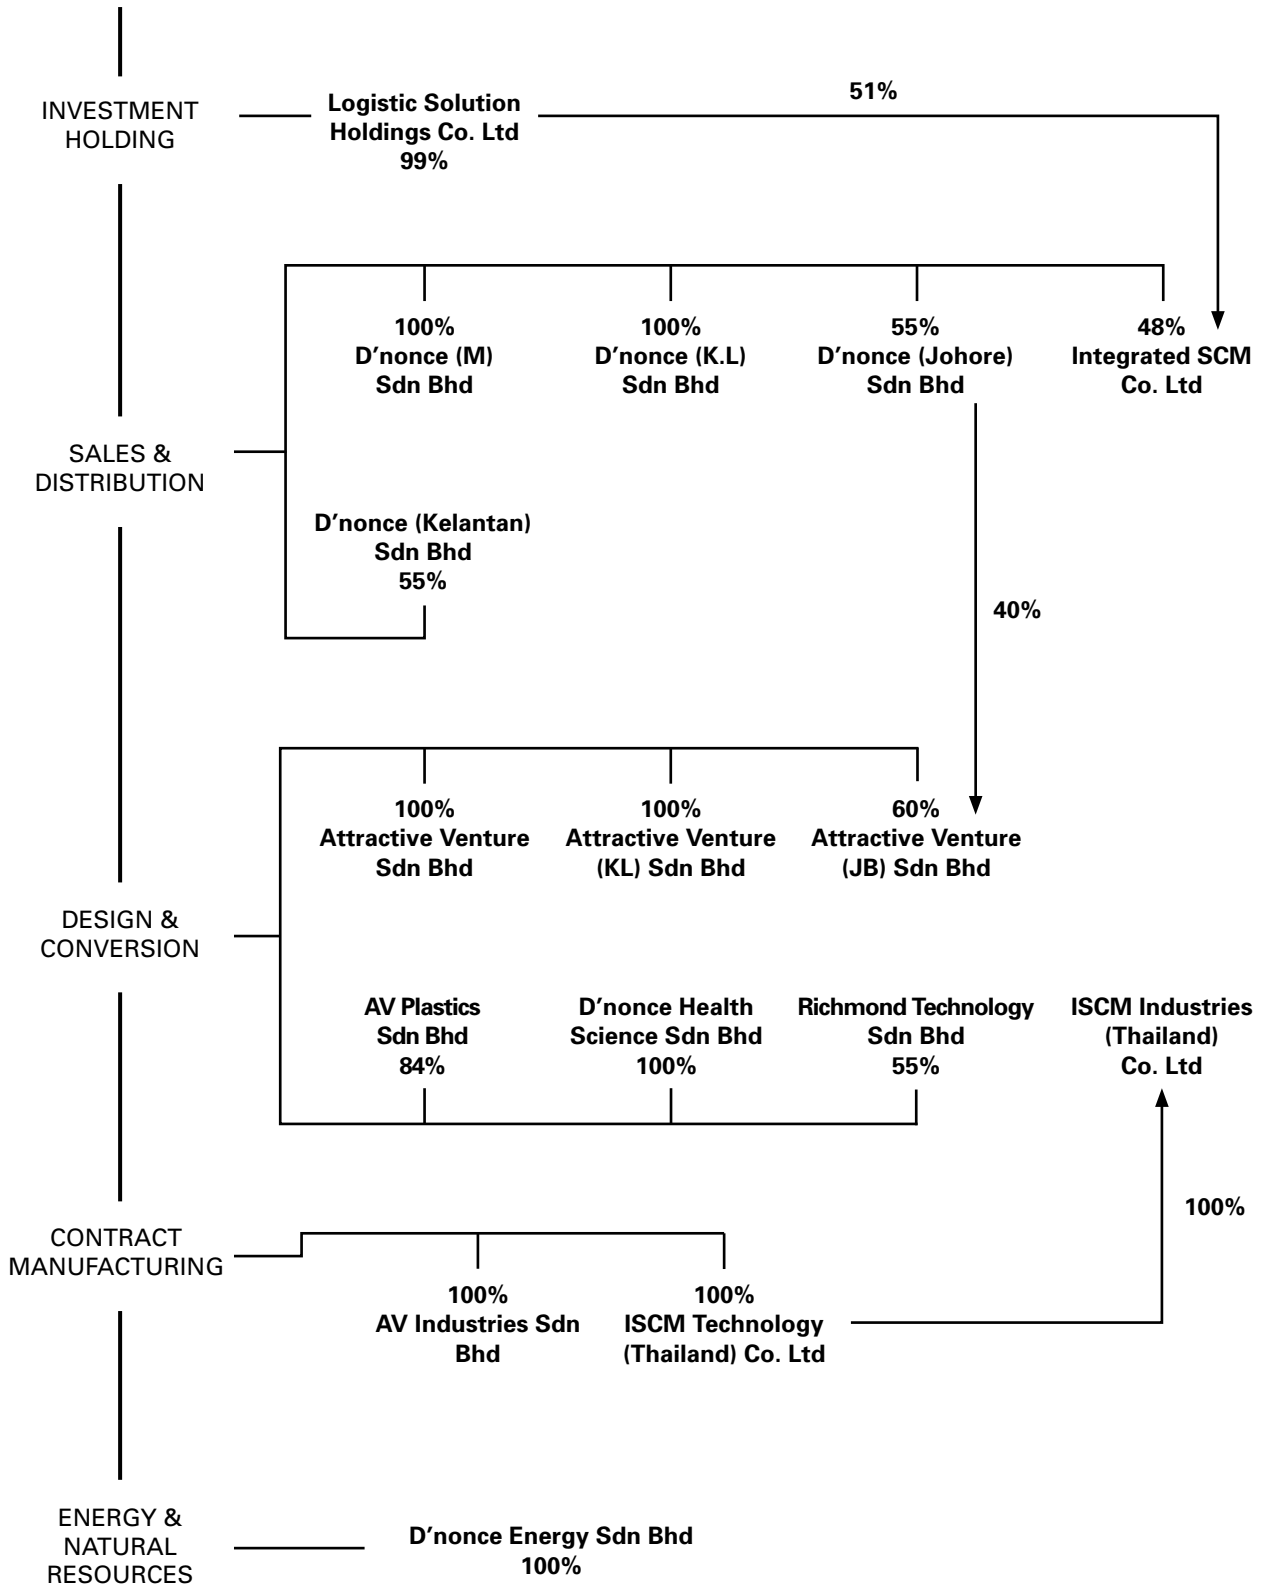 INVESTMENT
HOLDING
Logistic Solution
Holdings Co. Ltd
99%
51%
100%
D’nonce (M)
Sdn Bhd
100%
D’nonce (K.L)
Sdn Bhd
55%
D’nonce (Johore)
Sdn Bhd
48%
Integrated SCM
Co. Ltd
SALES &
DISTRIBUTION
D’nonce (Kelantan)
Sdn Bhd
55%
40%
100%
Attractive Venture
Sdn Bhd
100%
Attractive Venture
(KL) Sdn Bhd
60%
Attractive Venture
(JB) Sdn Bhd
DESIGN &
CONVERSION
AV Plastics
Sdn Bhd
84%
D’nonce Health
Science Sdn Bhd
100%
Richmond Technology
Sdn Bhd
55%
ISCM Industries
(Thailand)
Co. Ltd
100%
CONTRACT
MANUFACTURING
100%
AV Industries Sdn
Bhd
100%
ISCM Technology
(Thailand) Co. Ltd
ENERGY &
NATURAL
RESOURCES
D’nonce Energy Sdn Bhd
100%